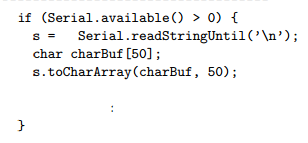 if (Serial.available() > 0) {
s =   Serial.readStringUntil(’\n’);
char charBuf[50];
s.toCharArray(charBuf, 50);
:
}